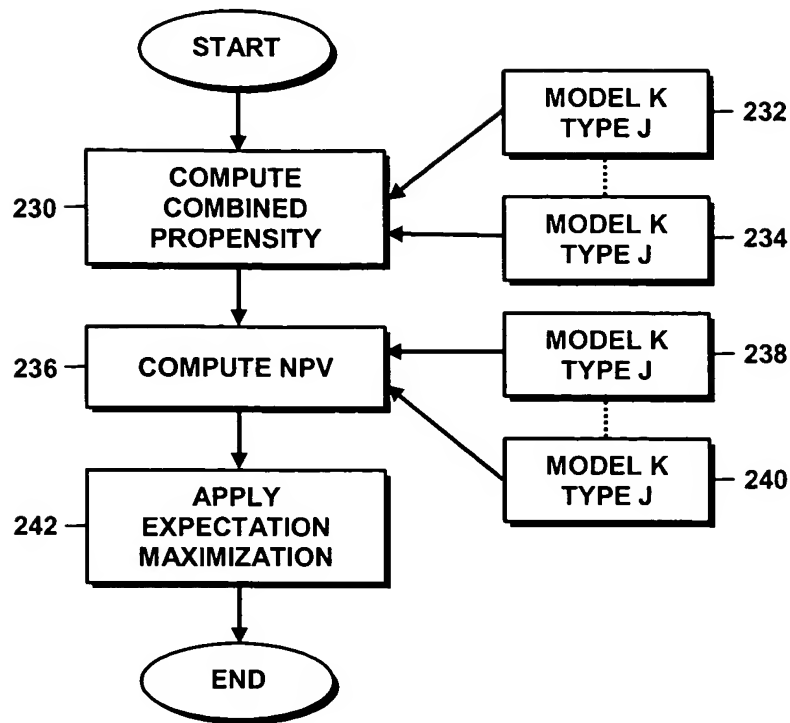 START
MODEL K
TYPE J
232
230
COMPUTE
COMBINED
PROPENSITY
MODEL K
TYPE J
234
236
COMPUTE NPV
MODEL K
TYPE J
238
242
APPLY
EXPECTATION
MAXIMIZATION
MODEL K
TYPE J
240
END